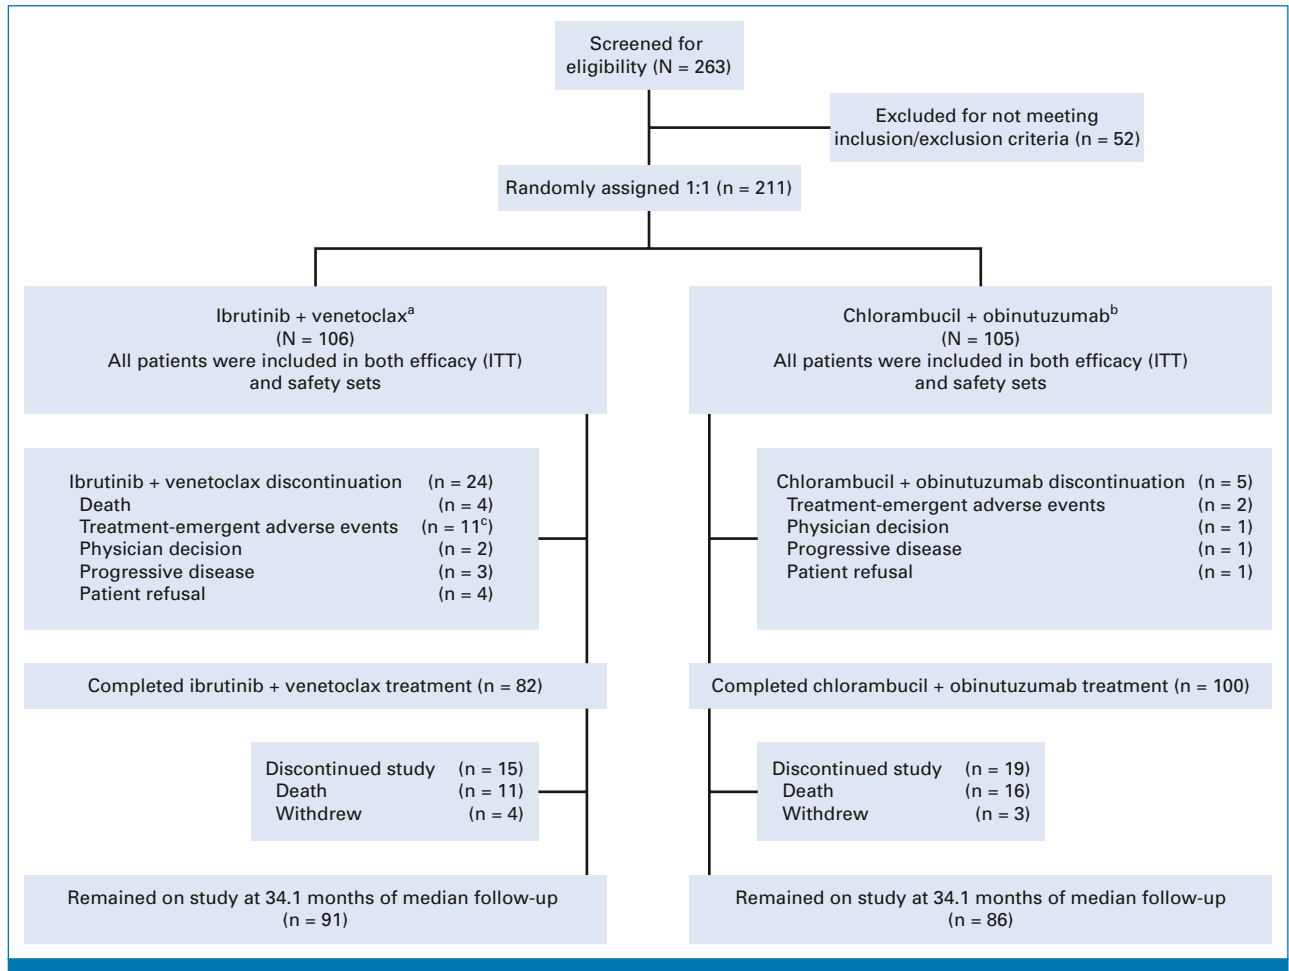 Screened for
eligibility (N = 263)
Excluded for not meeting
inclusion/exclusion criteria (n = 52)
Randomly assigned 1:1 (n = 211)
Ibrutinib + venetoclaxᵃ
(N = 106)
All patients were included in both efficacy (ITT)
and safety sets
Chlorambucil + obinutuzumabᵇ
(N = 105)
All patients were included in both efficacy (ITT)
and safety sets
Ibrutinib + venetoclax discontinuation (n = 24)
Death (n = 4)
Treatment-emergent adverse events (n = 11ᶜ)
Physician decision (n = 2)
Progressive disease (n = 3)
Patient refusal (n = 4)
Chlorambucil + obinutuzumab discontinuation (n = 5)
Treatment-emergent adverse events (n = 2)
Physician decision (n = 1)
Progressive disease (n = 1)
Patient refusal (n = 1)
Completed ibrutinib + venetoclax treatment (n = 82)
Completed chlorambucil + obinutuzumab treatment (n = 100)
Discontinued study (n = 15)
Death (n = 11)
Withdrew (n = 4)
Discontinued study (n = 19)
Death (n = 16)
Withdrew (n = 3)
Remained on study at 34.1 months of median follow-up
(n = 91)
Remained on study at 34.1 months of median follow-up
(n = 86)